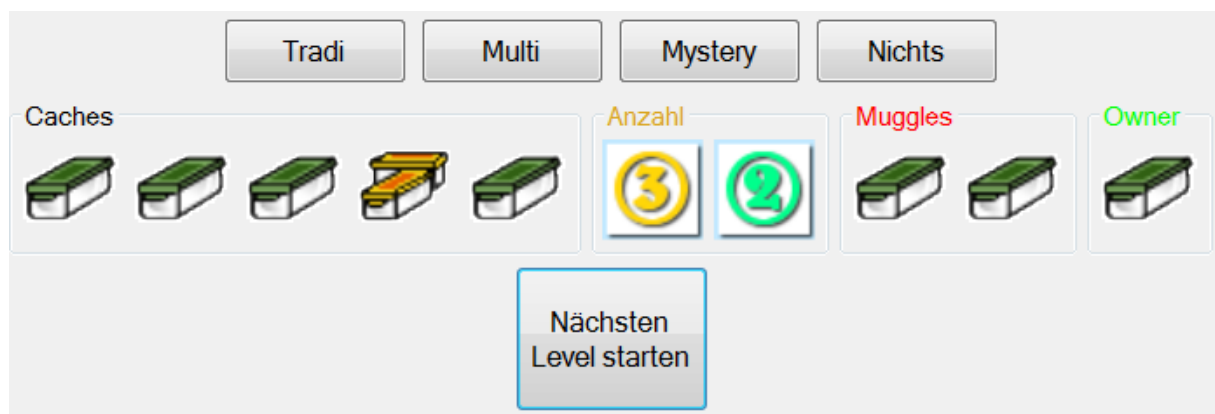 Tradi Multi Mystery Nichts
Caches Anzahl Muggles Owner
3 2
Nächsten
Level starten